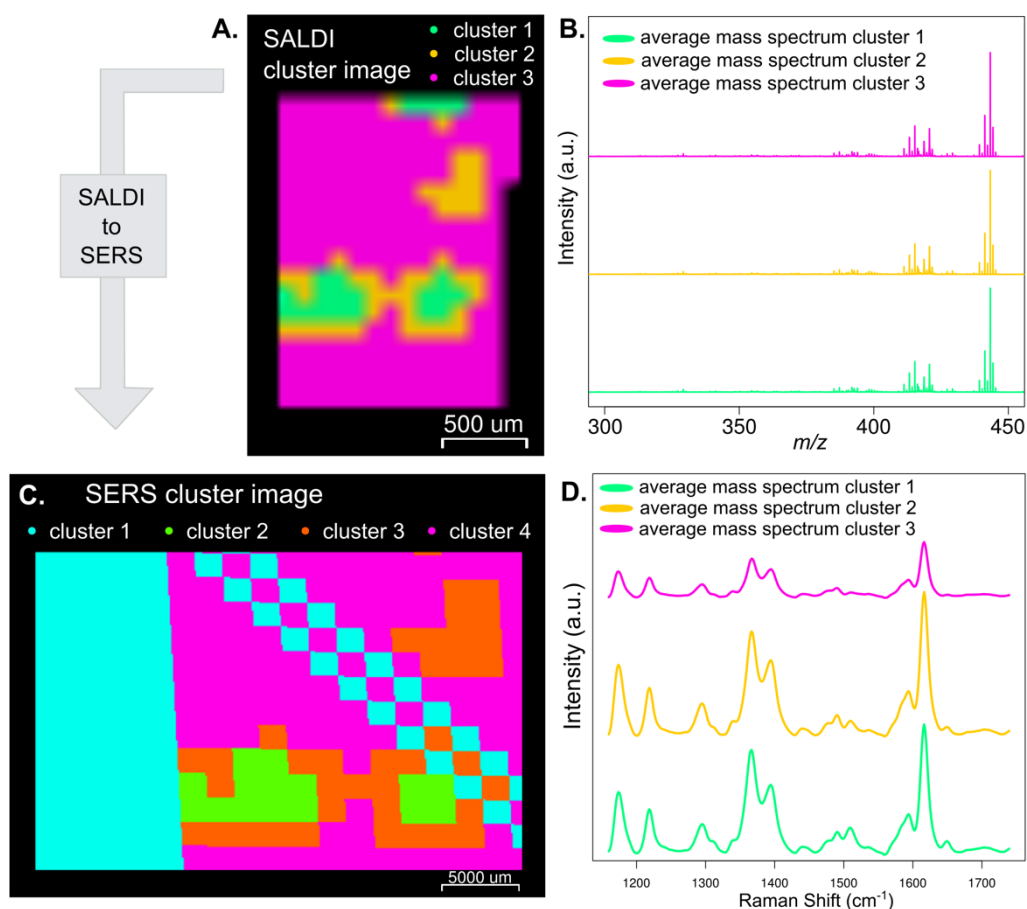 A.
SALDI
cluster image
cluster 1
cluster 2
cluster 3
500 um
SALDI
to
SERS
B.
average mass spectrum cluster 1
average mass spectrum cluster 2
average mass spectrum cluster 3
Intensity (a.u.)
300 350 400 450
m/z
C. SERS cluster image
cluster 1 cluster 2 cluster 3 cluster 4
5000 um
D.
average mass spectrum cluster 1
average mass spectrum cluster 2
average mass spectrum cluster 3
Intensity (a.u.)
1200 1300 1400 1500 1600 1700
Raman Shift (cm⁻¹)